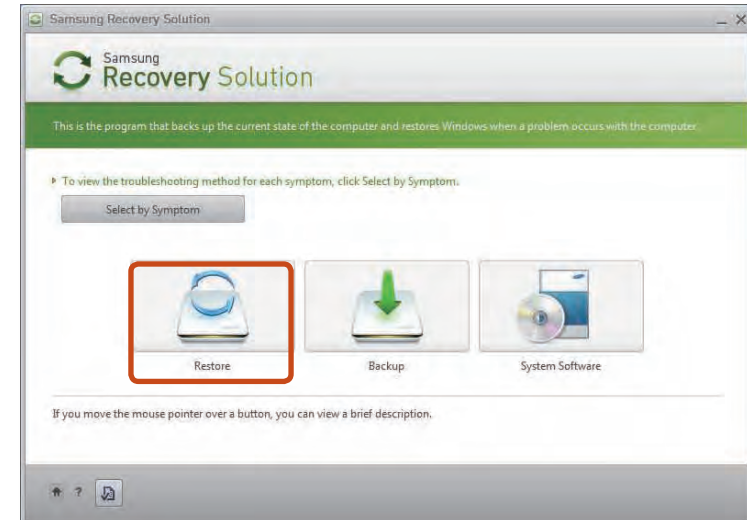 Samsung Recovery Solution
Samsung
Recovery Solution
This is the program that backs up the current state of the computer and restores Windows when a problem occurs with the computer.
To view the troubleshooting method for each symptom, click Select by Symptom.
Select by Symptom
Restore
Backup
System Software
If you move the mouse pointer over a button, you can view a brief description.
?